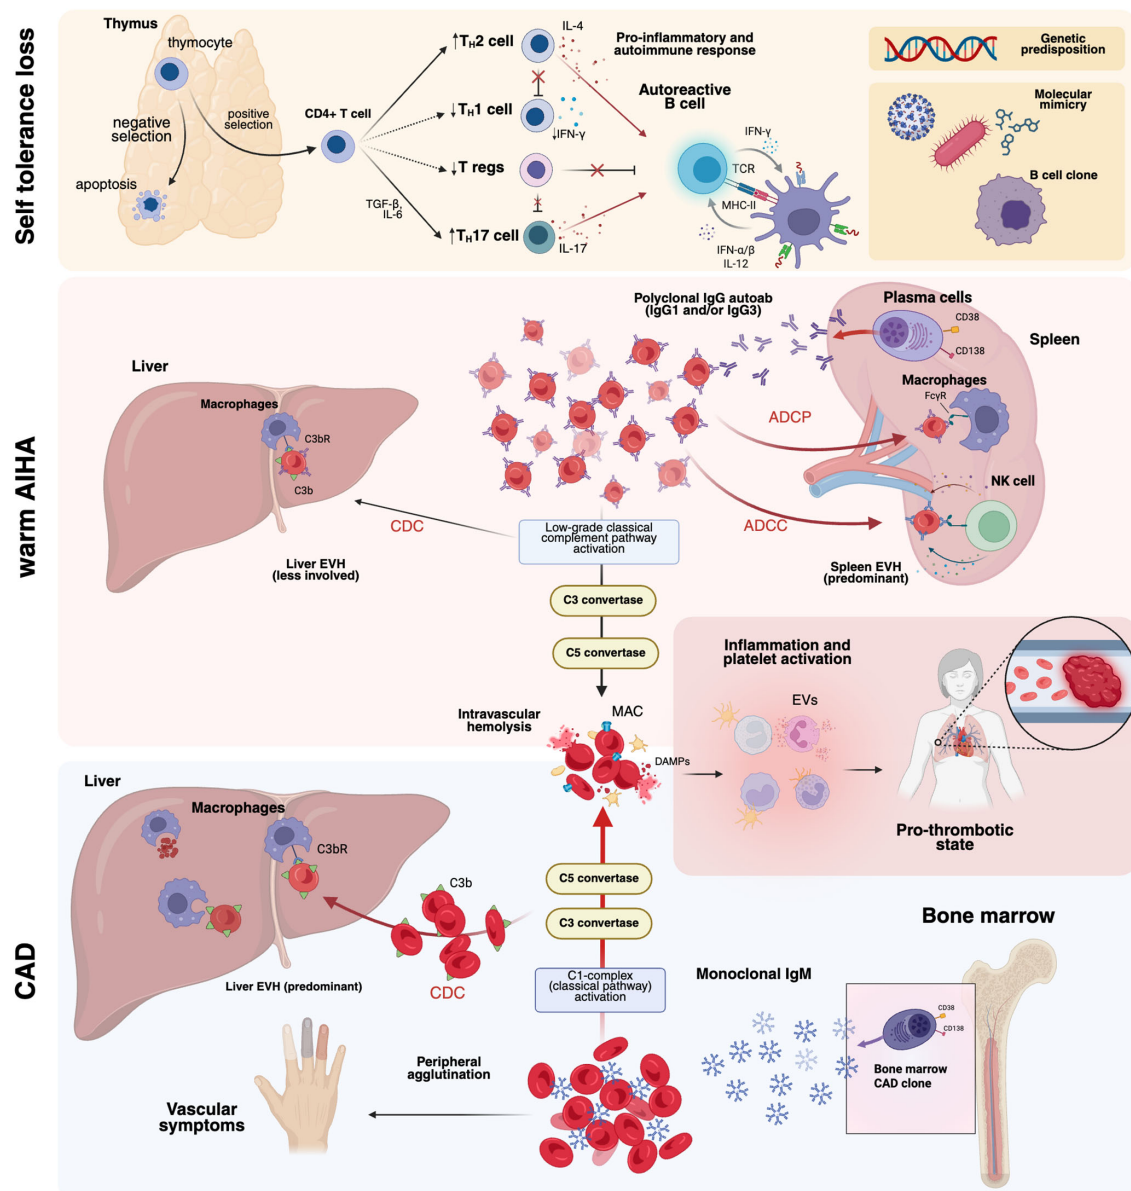 Self tolerance loss
Thymus
thymocyte
negative
selection
positive
selection
apoptosis
CD4+ T cell
TGF-β,
IL-6
↑TH2 cell
↓TH1 cell
↓T regs
↑TH17 cell
IL-4
↓IFN-γ
IL-17
Pro-inflammatory and
autoimmune response
Autoreactive
B cell
IFN-γ
TCR
MHC-II
IFN-α/β
IL-12
Genetic
predisposition
Molecular
mimicry
B cell clone
warm AIHA
Liver
Macrophages
C3bR
C3b
Liver EVH
(less involved)
CDC
Polyclonal IgG autoab
(IgG1 and/or IgG3)
Plasma cells
CD38
CD138
Spleen
Macrophages
FcγR
ADCP
NK cell
ADCC
Spleen EVH
(predominant)
Low-grade classical
complement pathway
activation
C3 convertase
C5 convertase
Intravascular
hemolysis
MAC
DAMPs
Inflammation and
platelet activation
EVs
Pro-thrombotic
state
CAD
Liver
Macrophages
C3bR
C3b
Liver EVH (predominant)
CDC
C5 convertase
C3 convertase
C1-complex
(classical pathway)
activation
Monoclonal IgM
Bone marrow
CD38
CD138
Bone marrow
CAD clone
Peripheral
agglutination
Vascular
symptoms